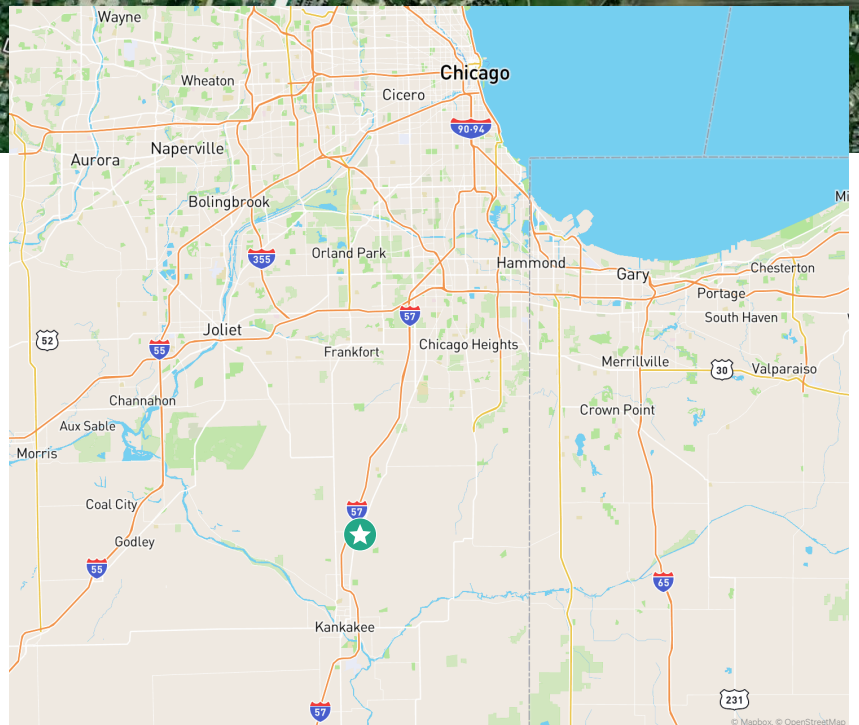 Wayne
Chicago
Wheaton
Cicero
90-94
Naperville
Aurora
Bolingbrook
Orland Park
355
Hammond
Gary
Chesterton
Portage
57
South Haven
Joliet
52
55
Frankfort
Chicago Heights
Merrillville
30
Valparaiso
Channahon
Crown Point
Aux Sable
Morris
Coal City
57
Godley
55
65
Kankakee
231
57
© Mapbox, © OpenStreetMap